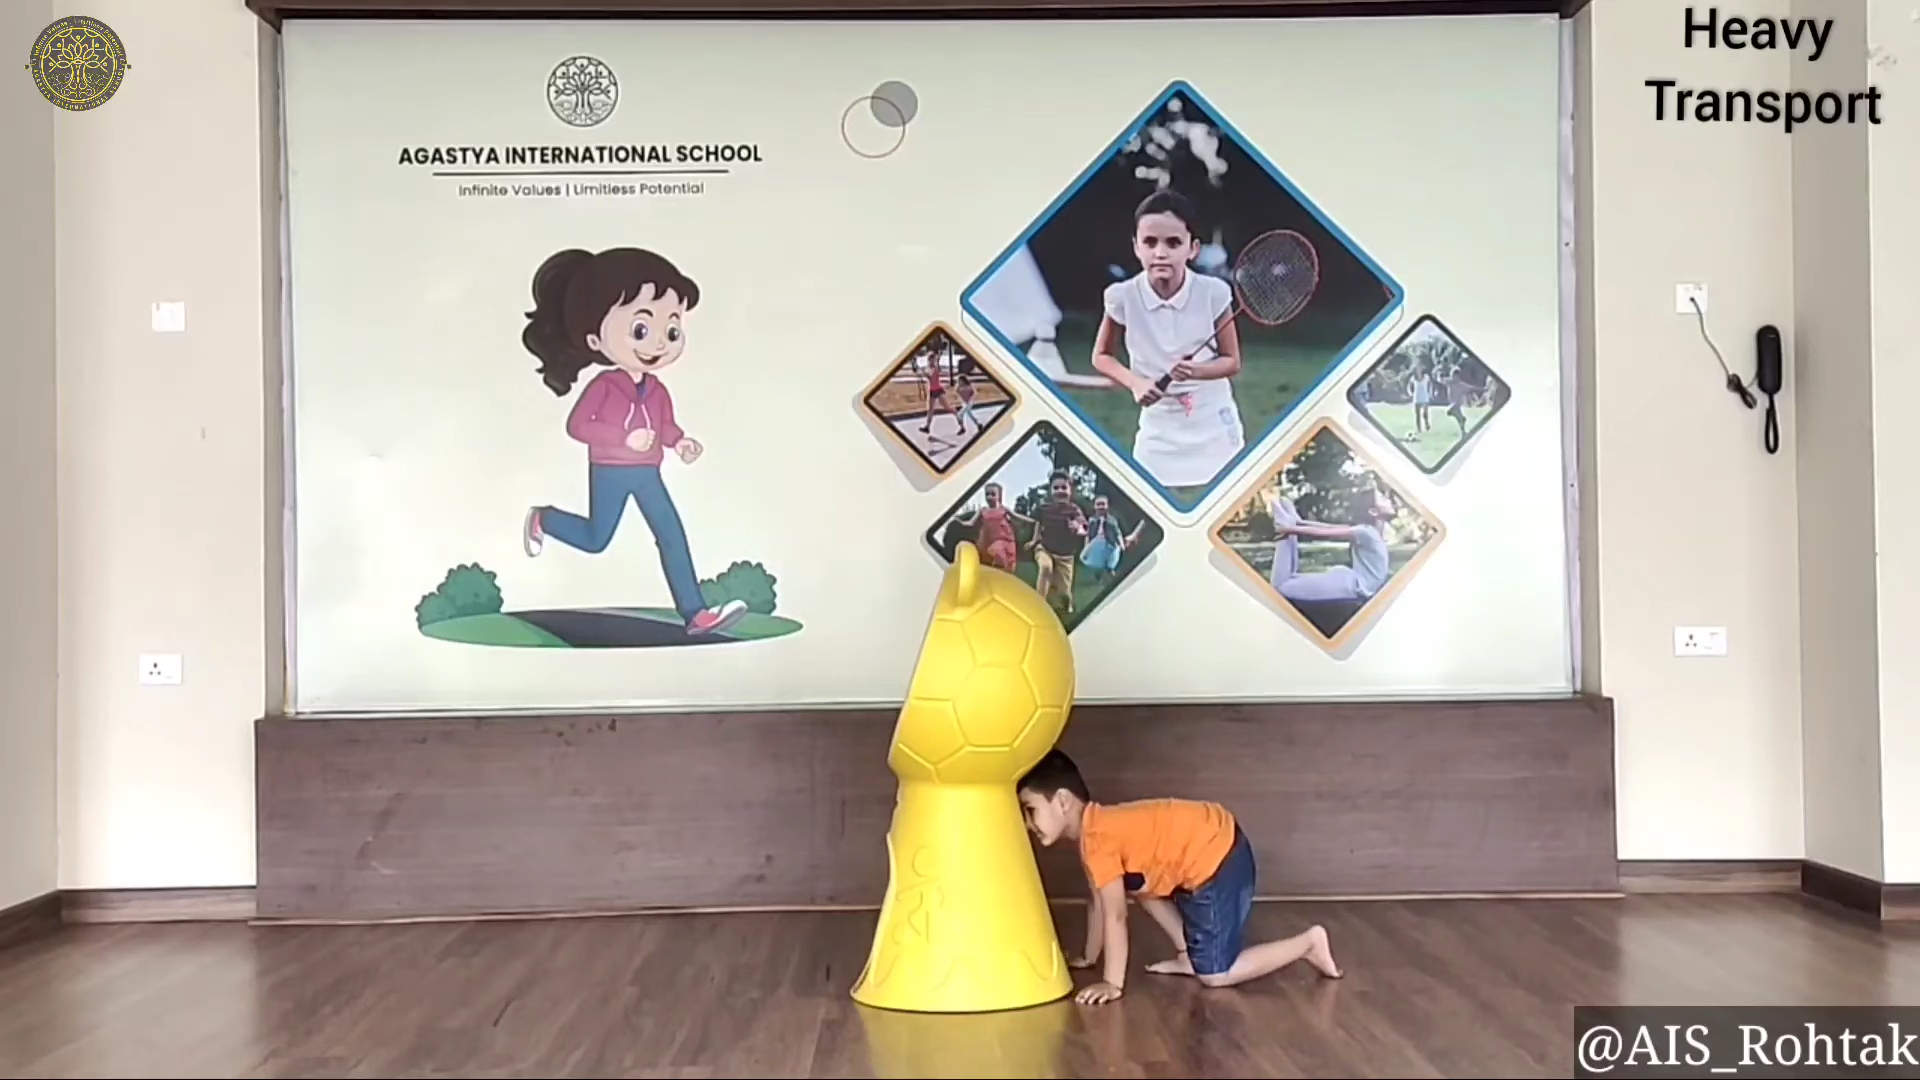 Heavy
Transport
AGASTYA INTERNATIONAL SCHOOL
Infinite Values | Limitless Potential
@AIS_Rohtak